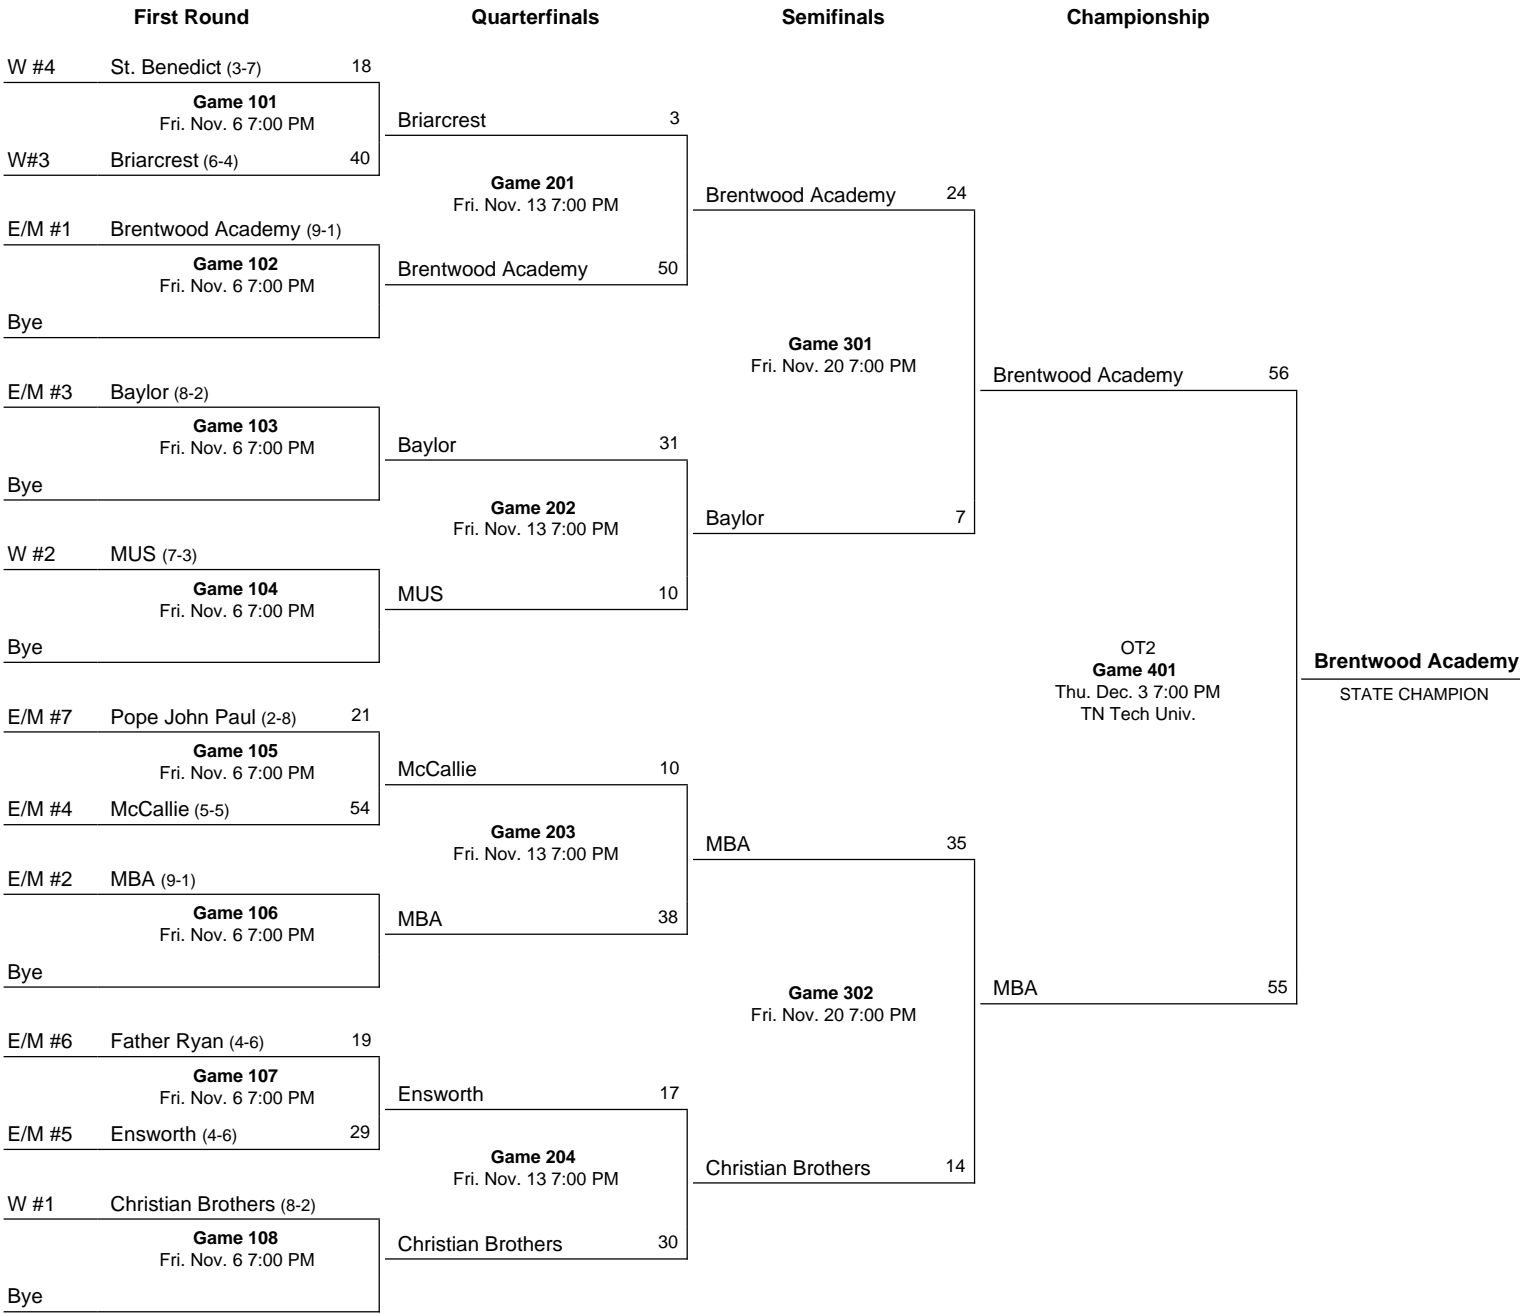 First Round Quarterfinals Semifinals Championship
W #4 St. Benedict (3-7) 18
Game 101
Fri. Nov. 6 7:00 PM
W#3 Briarcrest (6-4) 40
E/M #1 Brentwood Academy (9-1)
Game 102
Fri. Nov. 6 7:00 PM
Bye
E/M #3 Baylor (8-2)
Game 103
Fri. Nov. 6 7:00 PM
Bye
W #2 MUS (7-3)
Game 104
Fri. Nov. 6 7:00 PM
Bye
E/M #7 Pope John Paul (2-8) 21
Game 105
Fri. Nov. 6 7:00 PM
E/M #4 McCallie (5-5) 54
E/M #2 MBA (9-1)
Game 106
Fri. Nov. 6 7:00 PM
Bye
E/M #6 Father Ryan (4-6) 19
Game 107
Fri. Nov. 6 7:00 PM
E/M #5 Ensworth (4-6) 29
W #1 Christian Brothers (8-2)
Game 108
Fri. Nov. 6 7:00 PM
Bye
Briarcrest 3
Game 201
Fri. Nov. 13 7:00 PM
Brentwood Academy 50
Baylor 31
Game 202
Fri. Nov. 13 7:00 PM
MUS 10
McCallie 10
Game 203
Fri. Nov. 13 7:00 PM
MBA 38
Ensworth 17
Game 204
Fri. Nov. 13 7:00 PM
Christian Brothers 30
Brentwood Academy 24
Game 301
Fri. Nov. 20 7:00 PM
Baylor 7
MBA 35
Game 302
Fri. Nov. 20 7:00 PM
Christian Brothers 14
Brentwood Academy 56
OT2
Game 401
Thu. Dec. 3 7:00 PM
TN Tech Univ.
MBA 55
Brentwood Academy
STATE CHAMPION